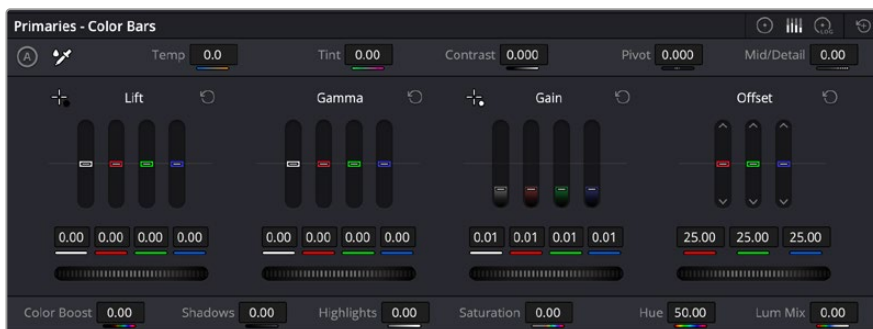 Primaries - Color Bars
LOG
A Temp 0.0 Tint 0.00 Contrast 0.000 Pivot 0.000 Mid/Detail 0.00
Lift Gamma Gain Offset
0.00 0.00 0.00 0.00 0.00 0.00 0.00 0.00 0.01 0.01 0.01 0.01 25.00 25.00 25.00
Color Boost 0.00 Shadows 0.00 Highlights 0.00 Saturation 0.00 Hue 50.00 Lum Mix 0.00